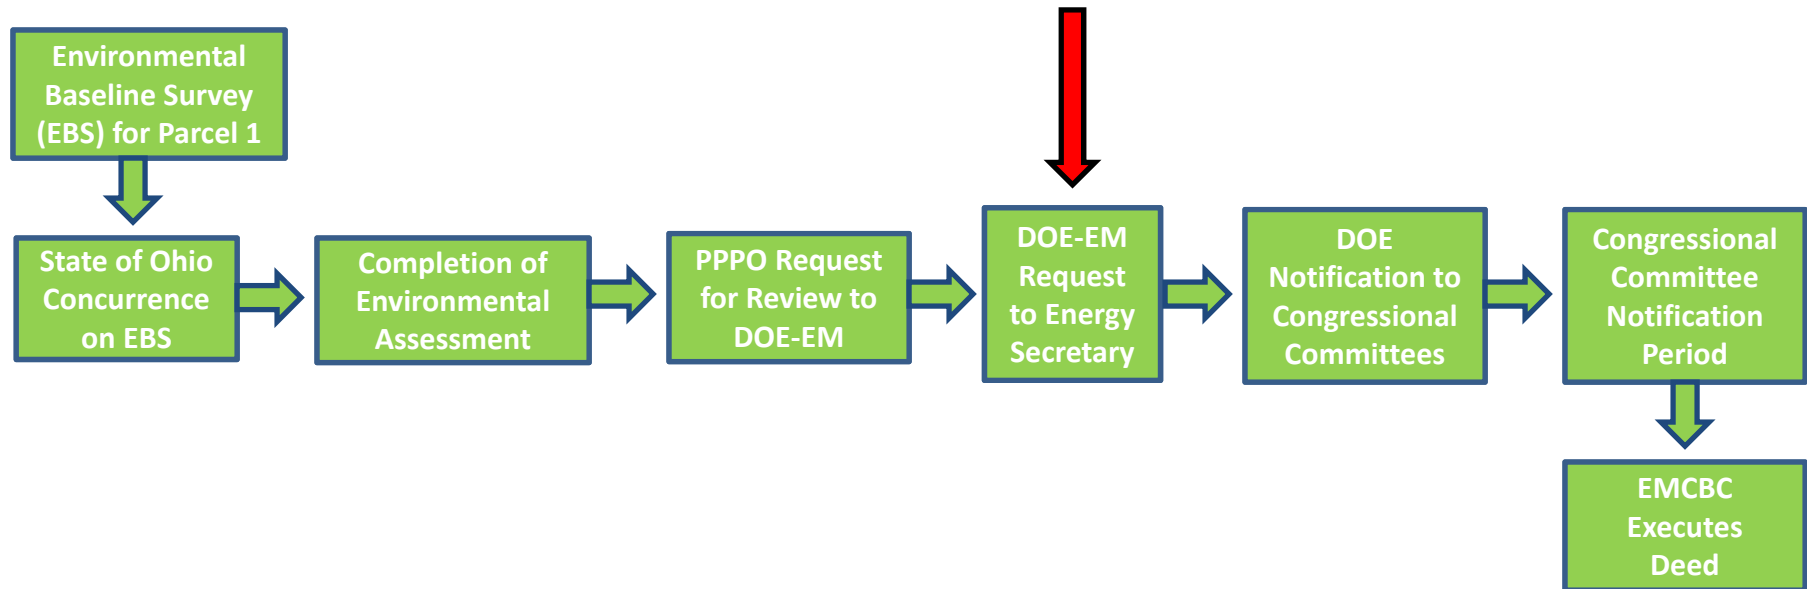 Environmental
Baseline Survey
(EBS) for Parcel 1
State of Ohio
Concurrence
on EBS
Completion of
Environmental
Assessment
PPPO Request
for Review to
DOE-EM
DOE-EM
Request
to Energy
Secretary
DOE
Notification to
Congressional
Committees
Congressional
Committee
Notification
Period
EMCBC
Executes
Deed